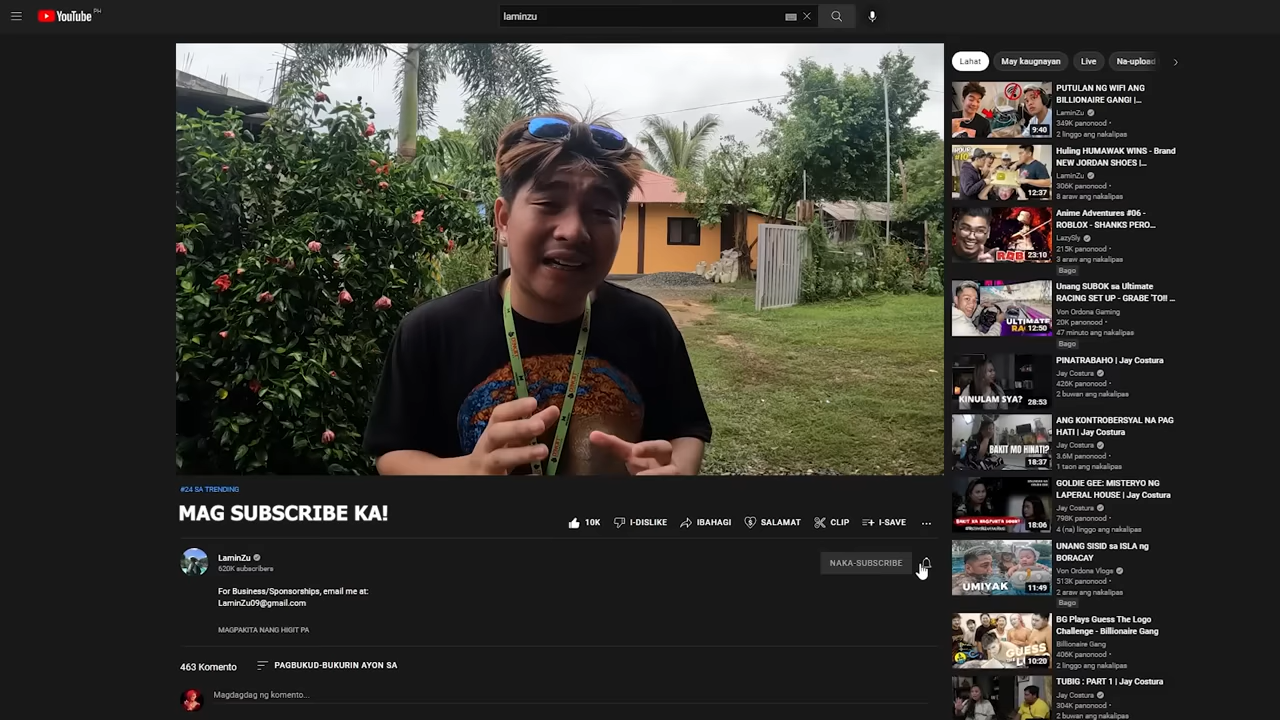 YouTube PH
laminzu
Lahat
May kaugnayan
Live
Na-upload
PUTULAN NG WIFI ANG
BILLIONAIRE GANG! |...
LaminZu
349K panonood •
2 linggo ang nakalipas
9:40
Huling HUMAWAK WINS - Brand
NEW JORDAN SHOES |...
LaminZu
306K panonood •
8 araw ang nakalipas
12:37
Anime Adventures #06 -
ROBLOX - SHANKS PERO...
LazySly
215K panonood •
3 araw ang nakalipas
Bago
23:10
Unang SUBOK sa Ultimate
RACING SET UP - GRABE 'TO!! ...
Von Ordona Gaming
20K panonood •
47 minuto ang nakalipas
Bago
ULTIMATE
12:50
PINATRABAHO | Jay Costura
Jay Costura
426K panonood •
2 buwan ang nakalipas
KINULAM SYA?
28:53
ANG KONTROBERSYAL NA PAG
HATI | Jay Costura
Jay Costura
3.6M panonood •
1 taon ang nakalipas
BAKIT MO HINATI?
18:37
GOLDIE GEE: MISTERYO NG
LAPERAL HOUSE | Jay Costura
Jay Costura
798K panonood •
4 (na) linggo ang nakalipas
18:06
UNANG SISID sa ISLA ng
BORACAY
Von Ordona Vlogs
513K panonood •
2 araw ang nakalipas
Bago
UMIYAK
11:49
BG Plays Guess The Logo
Challenge - Billionaire Gang
Billionaire Gang
406K panonood •
2 linggo ang nakalipas
GUESS
10:20
TUBIG : PART 1 | Jay Costura
Jay Costura
304K panonood •
2 buwan ang nakalipas
#24 SA TRENDING
MAG SUBSCRIBE KA!
10K
I-DISLIKE
IBAHAGI
SALAMAT
CLIP
I-SAVE
LaminZu
620K subscribers
NAKA-SUBSCRIBE
For Business/Sponsorships, email me at:
LaminZu09@gmail.com
MAGPAKITA NANG HIGIT PA
463 Komento
PAGBUKUD-BUKURIN AYON SA
Magdagdag ng komento...